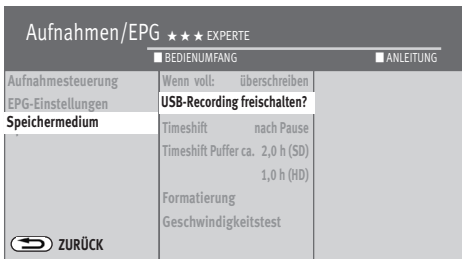 Aufnahmen/EPG ★★★ EXPERTE
BEDIENUMFANG ANLEITUNG
Aufnahmesteuerung
EPG-Einstellungen
Speichermedium
Wenn voll: überschreiben
USB-Recording freischalten?
Timeshift nach Pause
Timeshift Puffer ca. 2,0 h (SD)
1,0 h (HD)
Formatierung
Geschwindigkeitstest
ZURÜCK